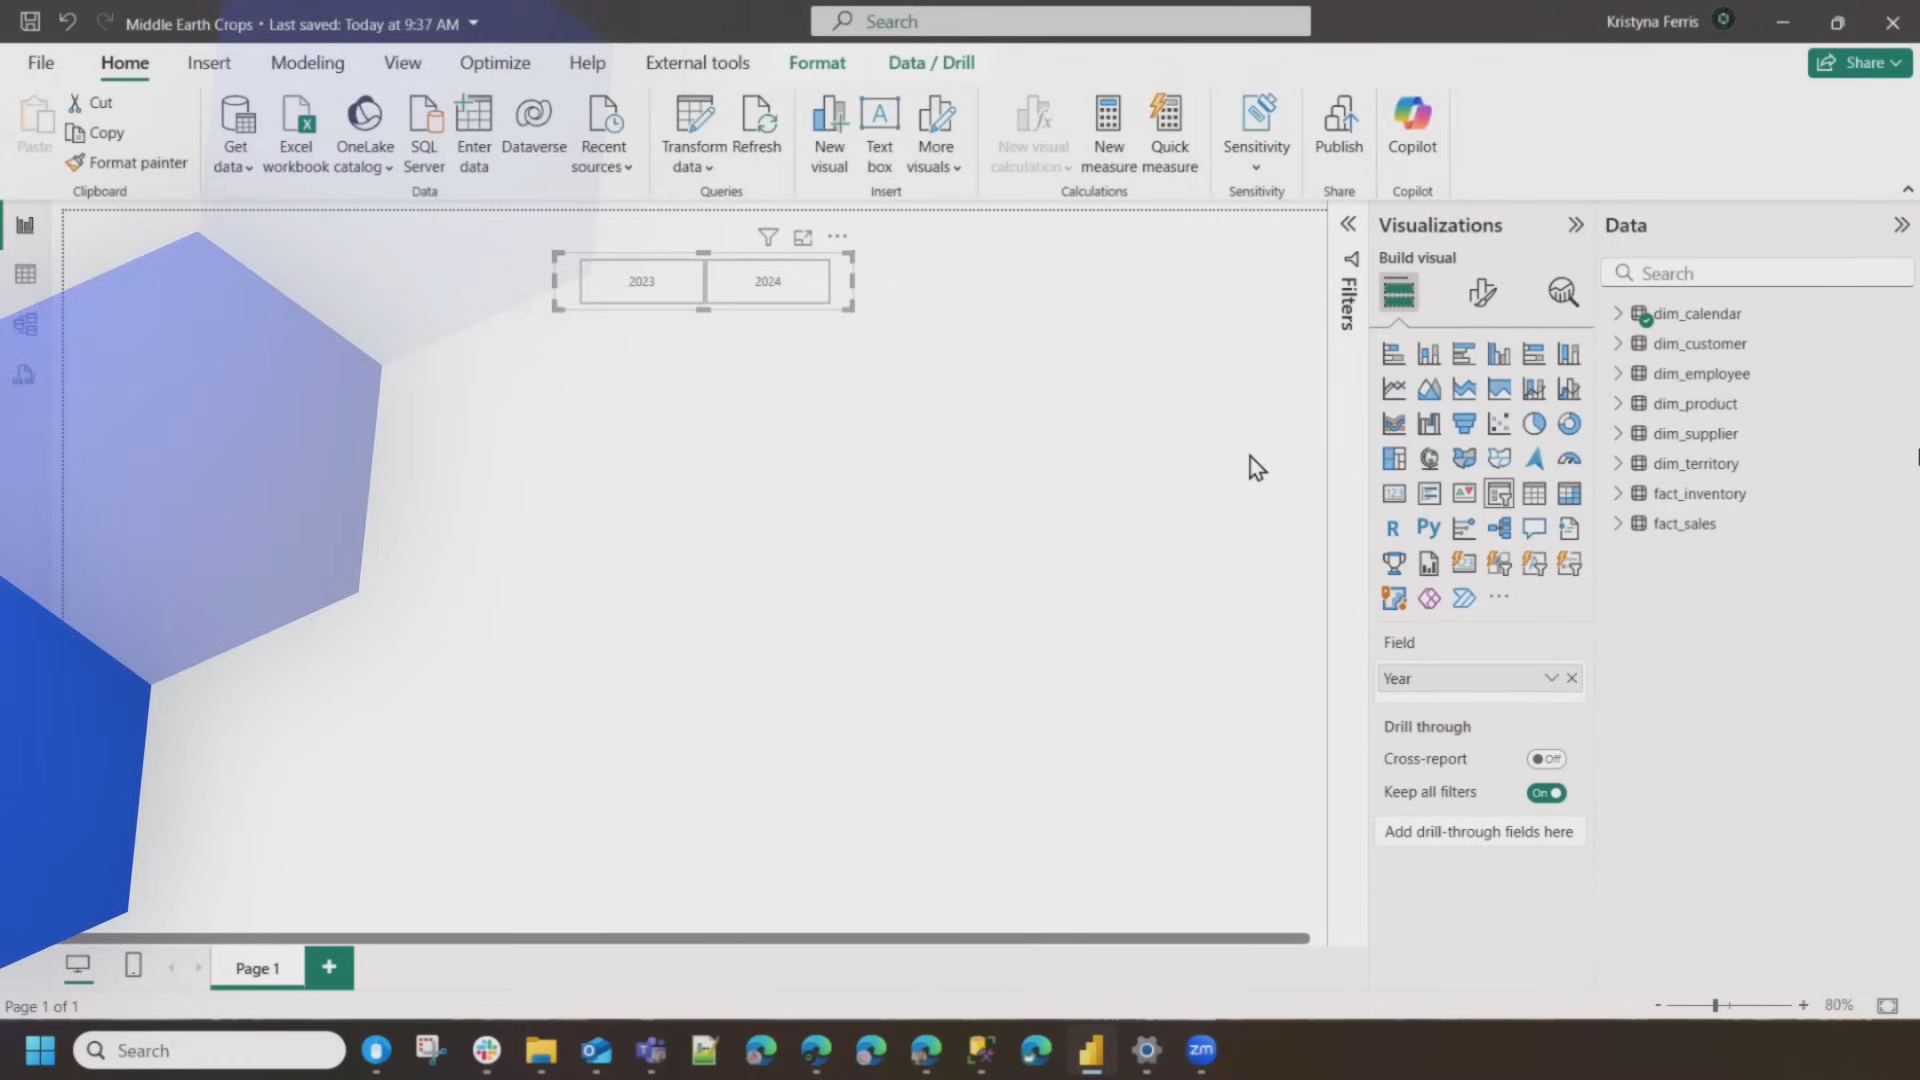 Middle Earth Crops • Last saved: Today at 9:37 AM
Search
Kristyna Ferris
File
Home
Insert
Modeling
View
Optimize
Help
External tools
Format
Data / Drill
Share
Paste
Cut
Copy
Format painter
Clipboard
Get data
Excel workbook
OneLake catalog
SQL Server
Enter data
Dataverse
Recent sources
Data
Transform data
Refresh
Queries
New visual
Text box
More visuals
Insert
New visual calculation
New measure
Quick measure
Calculations
Sensitivity
Sensitivity
Publish
Share
Copilot
Copilot
2023
2024
Filters
Visualizations
Build visual
123
R
Py
Field
Year
Drill through
Cross-report
Off
Keep all filters
On
Add drill-through fields here
Data
Search
dim_calendar
dim_customer
dim_employee
dim_product
dim_supplier
dim_territory
fact_inventory
fact_sales
Page 1
+
Page 1 of 1
- + 80%
Search
zm